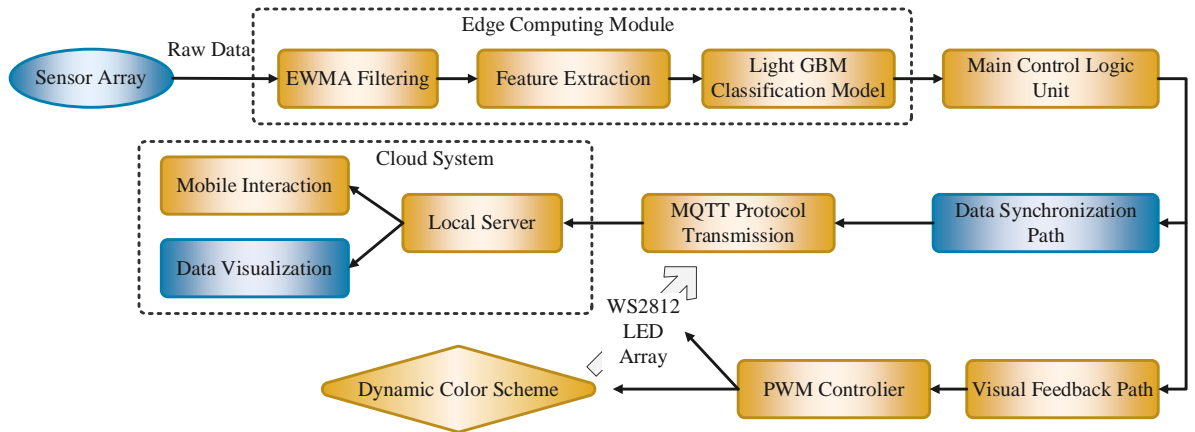 Edge Computing Module
Raw Data
Sensor Array
EWMA Filtering
Feature Extraction
Light GBM
Classification Model
Main Control Logic
Unit
Cloud System
Mobile Interaction
Data Visualization
Local Server
MQTT Protocol
Transmission
Data Synchronization
Path
WS2812
LED
Array
Dynamic Color Scheme
PWM Controlier
Visual Feedback Path